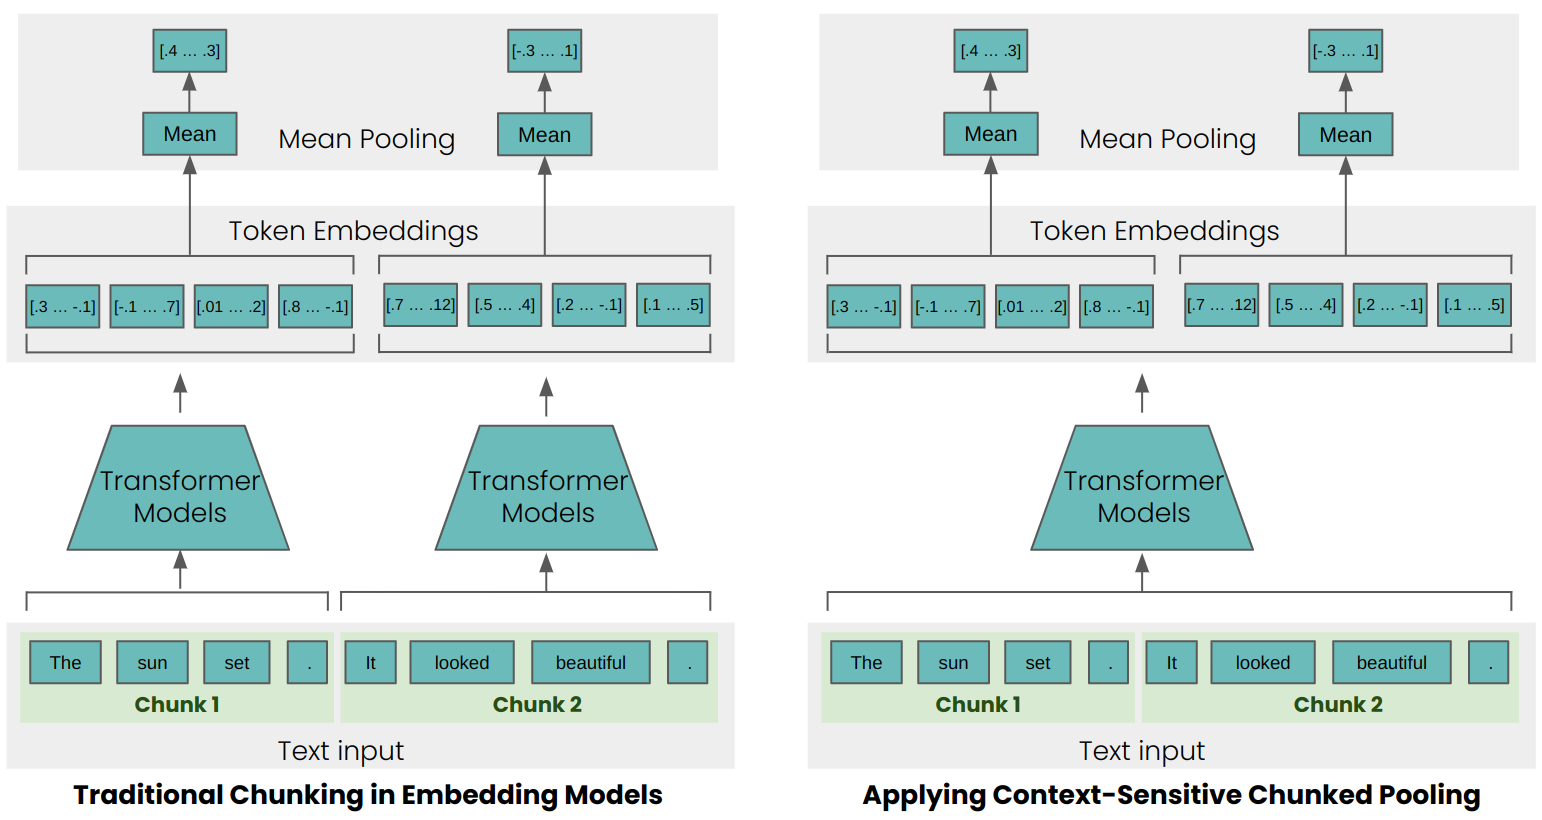 [.4 ... .3]
[-.3 ... .1]
Mean
Mean Pooling
Mean
Token Embeddings
[.3 ... -.1]
[-.1 ... .7]
[.01 ... .2]
[.8 ... -.1]
[.7 ... .12]
[.5 ... .4]
[.2 ... -.1]
[.1 ... .5]
Transformer
Models
Transformer
Models
The
sun
set
.
It
looked
beautiful
.
Chunk 1
Chunk 2
Text input
Traditional Chunking in Embedding Models
[.4 ... .3]
[-.3 ... .1]
Mean
Mean Pooling
Mean
Token Embeddings
[.3 ... -.1]
[-.1 ... .7]
[.01 ... .2]
[.8 ... -.1]
[.7 ... .12]
[.5 ... .4]
[.2 ... -.1]
[.1 ... .5]
Transformer
Models
The
sun
set
.
It
looked
beautiful
.
Chunk 1
Chunk 2
Text input
Applying Context-Sensitive Chunked Pooling